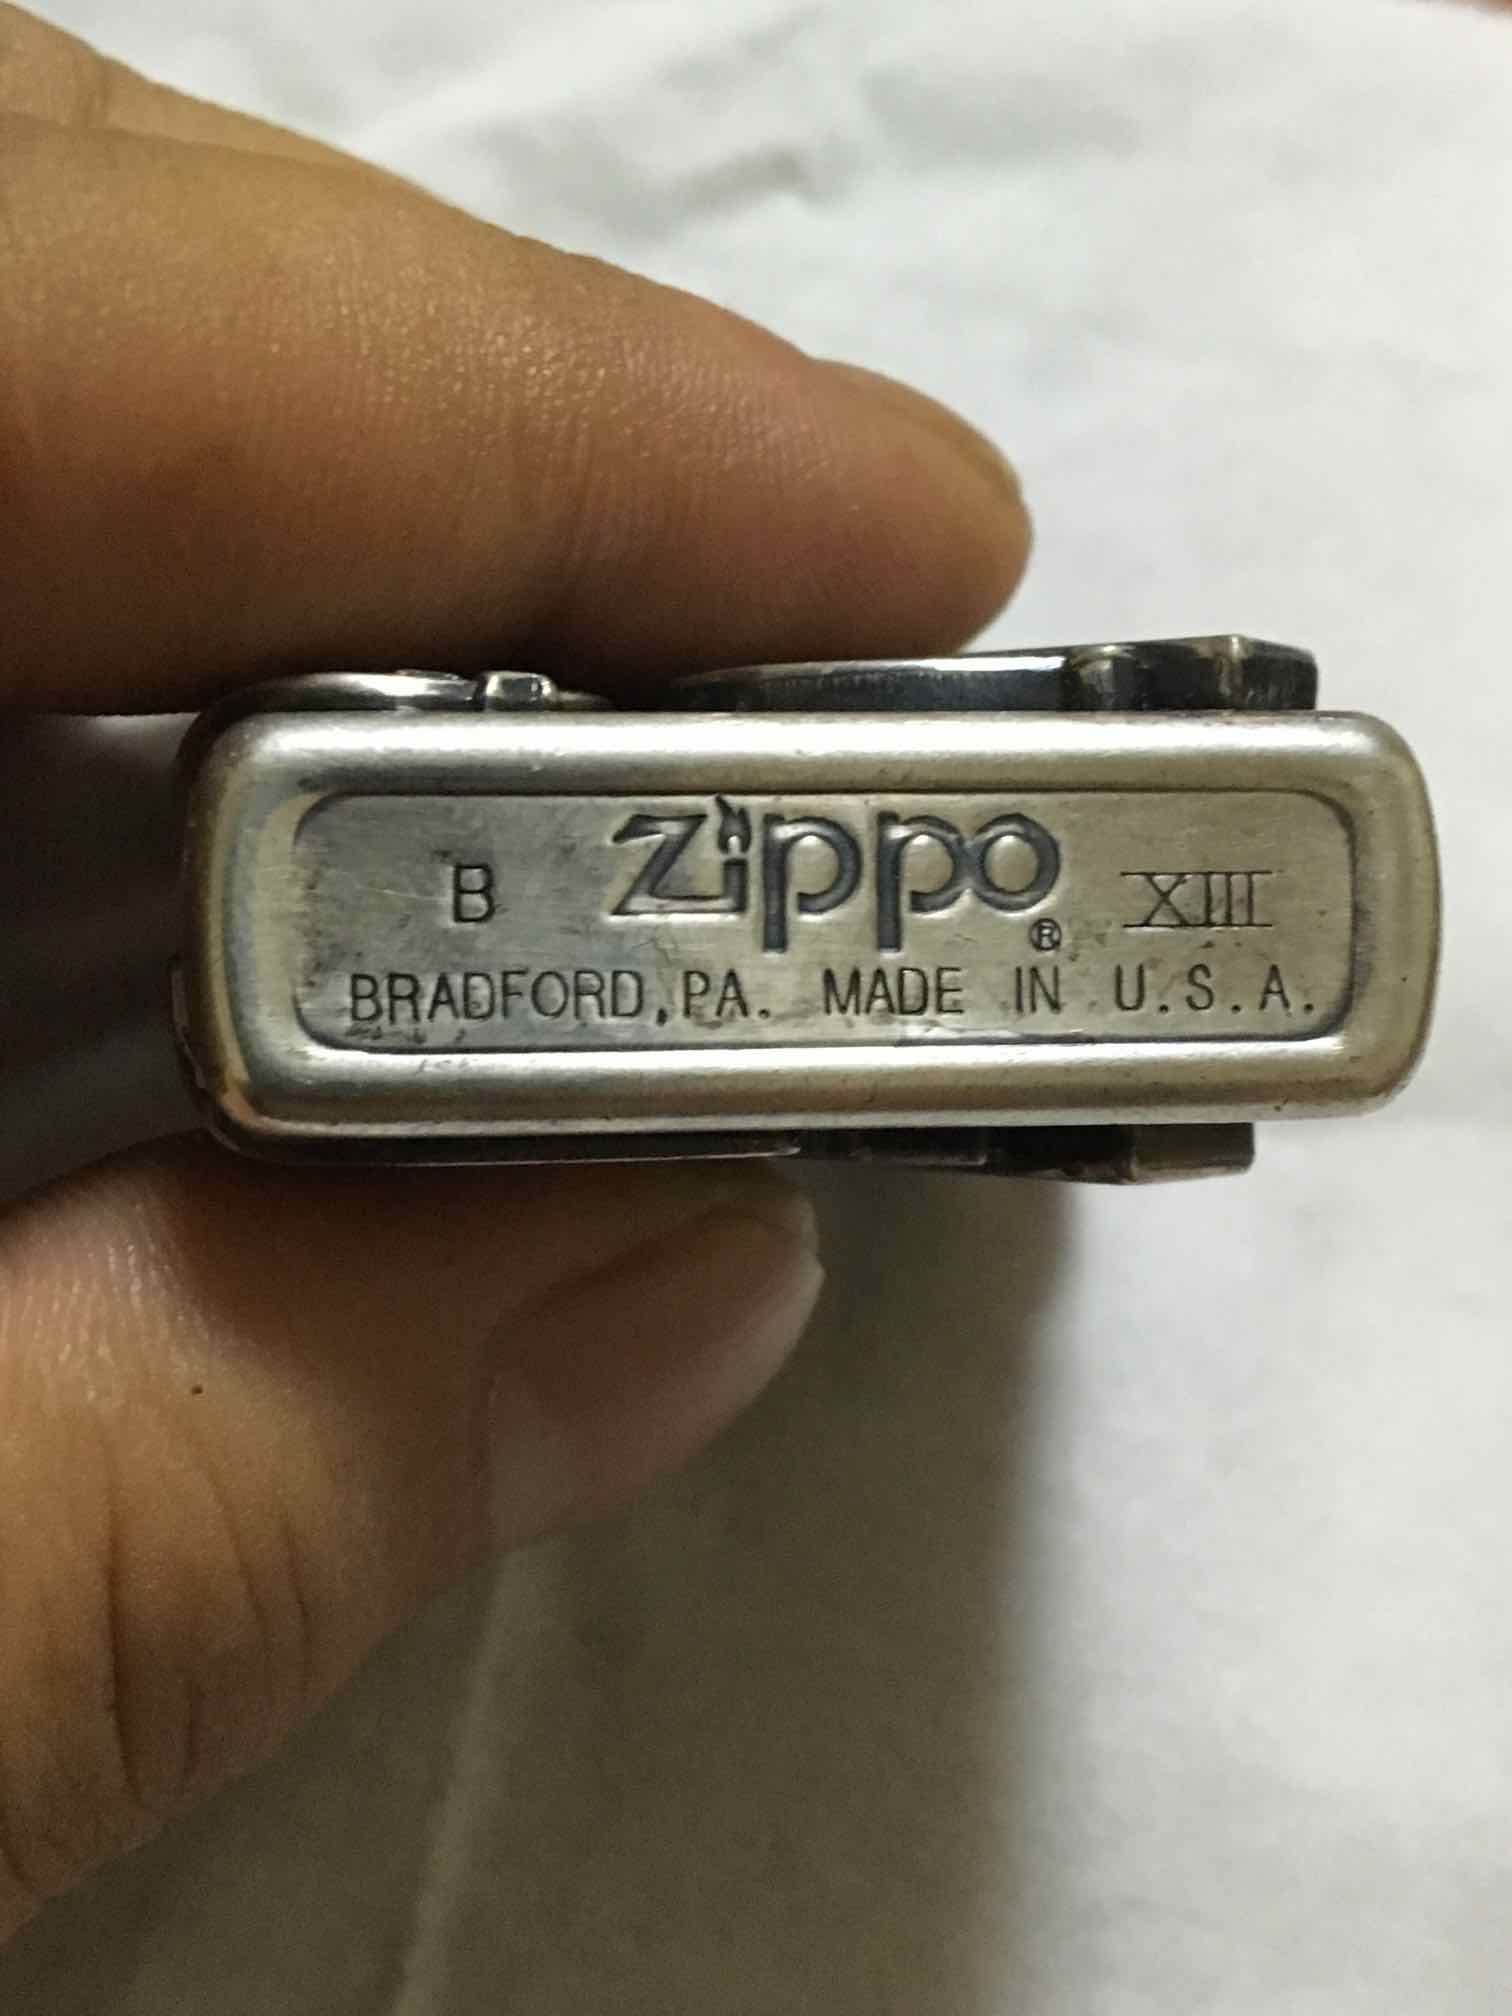 B Zippo ® XIII
BRADFORD, PA. MADE IN U.S.A.